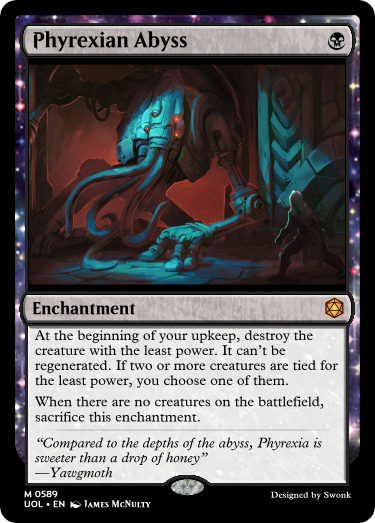 Phyrexian Abyss
Enchantment
At the beginning of your upkeep, destroy the
creature with the least power. It can't be
regenerated. If two or more creatures are tied for
the least power, you choose one of them.
When there are no creatures on the battlefield,
sacrifice this enchantment.
“Compared to the depths of the abyss, Phyrexia is
sweeter than a drop of honey”
—Yawgmoth
M 0589
UOL • EN JAMES MCNULTY
Designed by Swonk